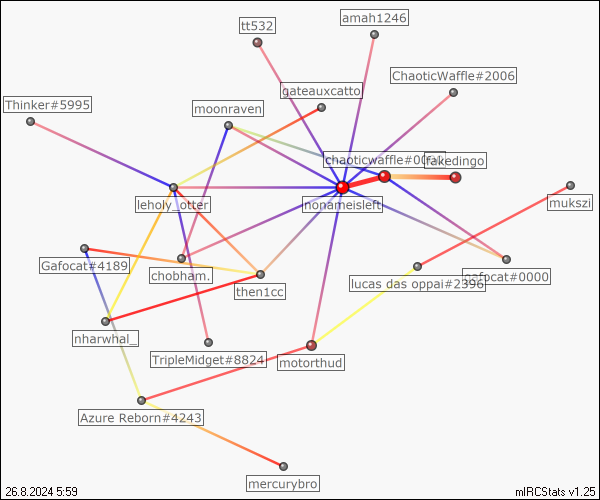 amah1246
tt532
ChaoticWaffle#2006
gateauxcatto
Thinker#5995
moonraven
chaoticwaffle#0001
fakedingo
leholy_otter
nonameisleft
mukszi
Gafocat#4189
chobham.
gafocat#0000
lucas das oppai#2396
then1cc
nharwhal_
TripleMidget#8824
motorthud
Azure Reborn#4243
mercurybro
26.8.2024 5:59
mIRCStats v1.25